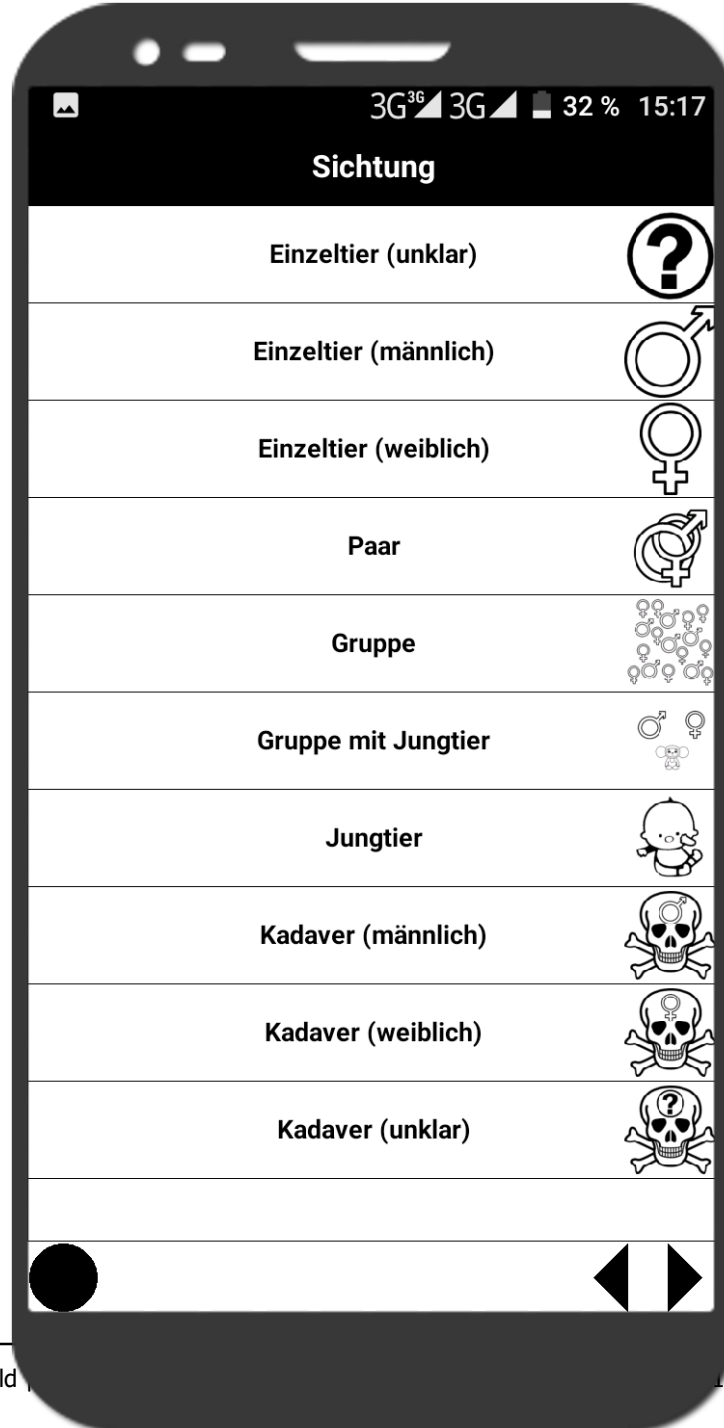 3G 3G 3G 32 % 15:17
Sichtung
Einzeltier (unklar)
Einzeltier (männlich)
Einzeltier (weiblich)
Paar
Gruppe
Gruppe mit Jungtier
Jungtier
Kadaver (männlich)
Kadaver (weiblich)
Kadaver (unklar)